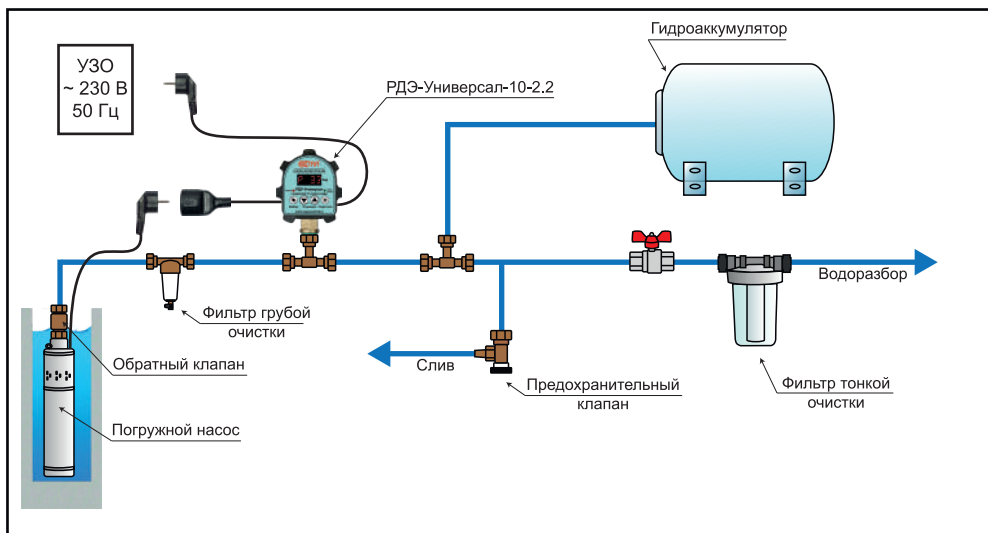 УЗО
~ 230 В
50 Гц
РДЭ-Универсал-10-2.2
Гидроаккумулятор
Водоразбор
Фильтр грубой
очистки
Обратный клапан
Слив
Предохранительный
клапан
Фильтр тонкой
очистки
Погружной насос